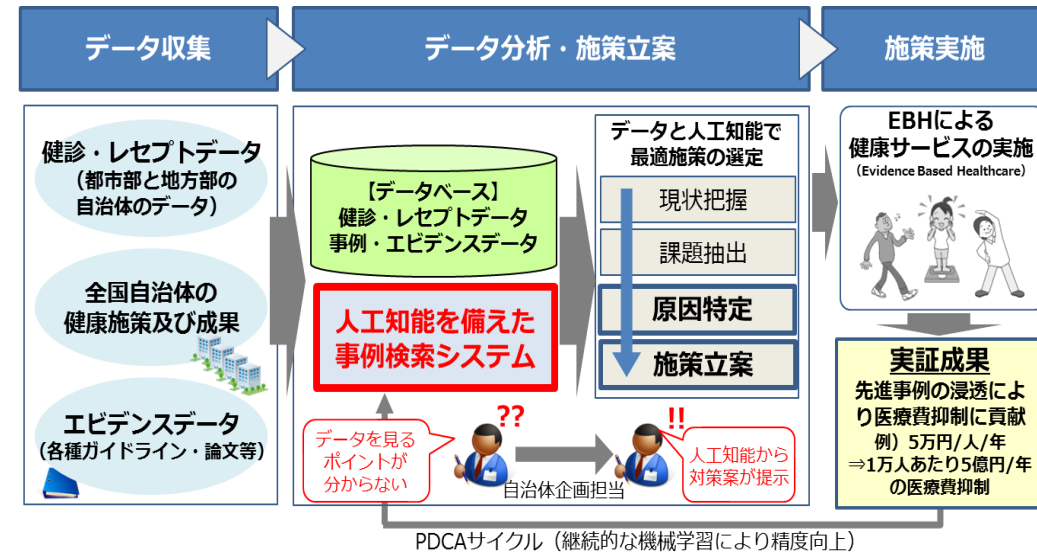 データ収集
データ分析・施策立案
施策実施
健診・レセプトデータ
(都市部と地方部の
自治体のデータ)
全国自治体の
健康施策及び成果
エビデンスデータ
(各種ガイドライン・論文等)
【データベース】
健診・レセプトデータ
事例・エビデンスデータ
人工知能を備えた
事例検索システム
データと人工知能で
最適施策の選定
現状把握
課題抽出
原因特定
施策立案
??
データを見る
ポイントが
分からない
自治体企画担当
!!
人工知能から
対策案が提示
EBHによる
健康サービスの実施
(Evidence Based Healthcare)
実証成果
先進事例の浸透によ
り医療費抑制に貢献
例）5万円/人/年
⇒1万人あたり5億円/年
の医療費抑制
PDCAサイクル（継続的な機械学習により精度向上）